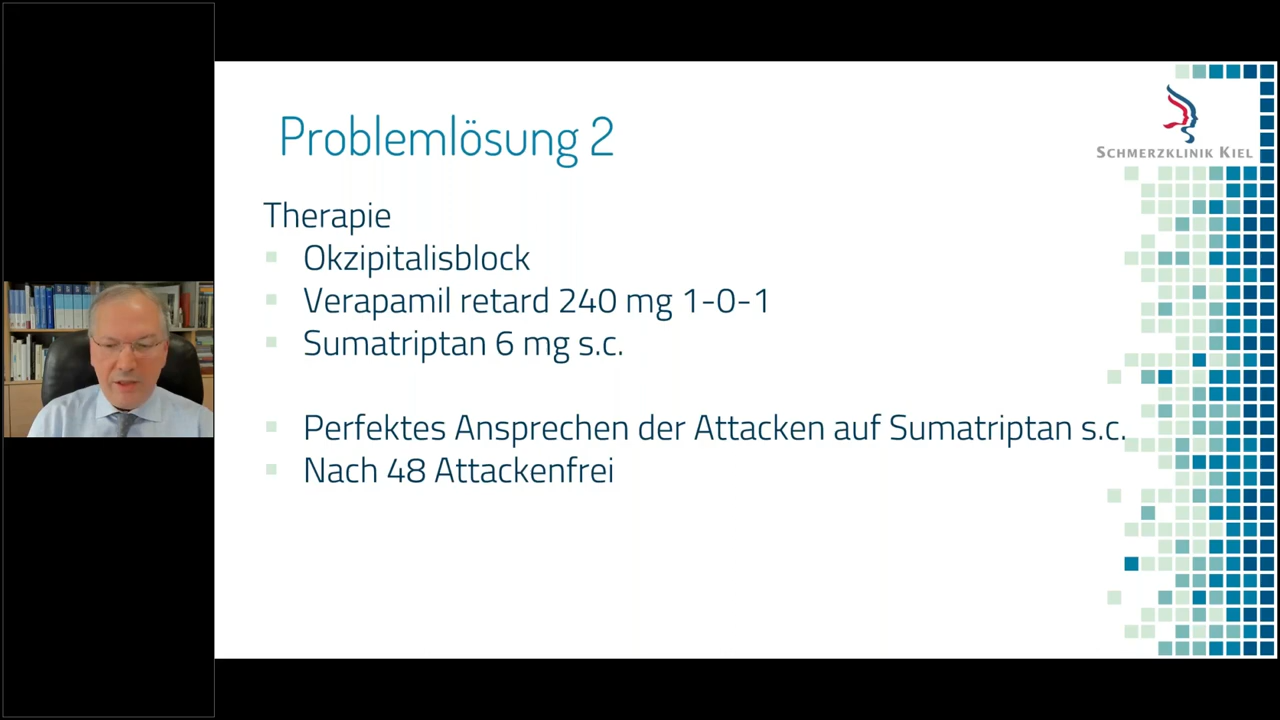 Problemlösung 2
SCHMERZKLINIK KIEL
Therapie
Okzipitalisblock
Verapamil retard 240 mg 1-0-1
Sumatriptan 6 mg s.c.
Perfektes Ansprechen der Attacken auf Sumatriptan s.c.
Nach 48 Attackenfrei